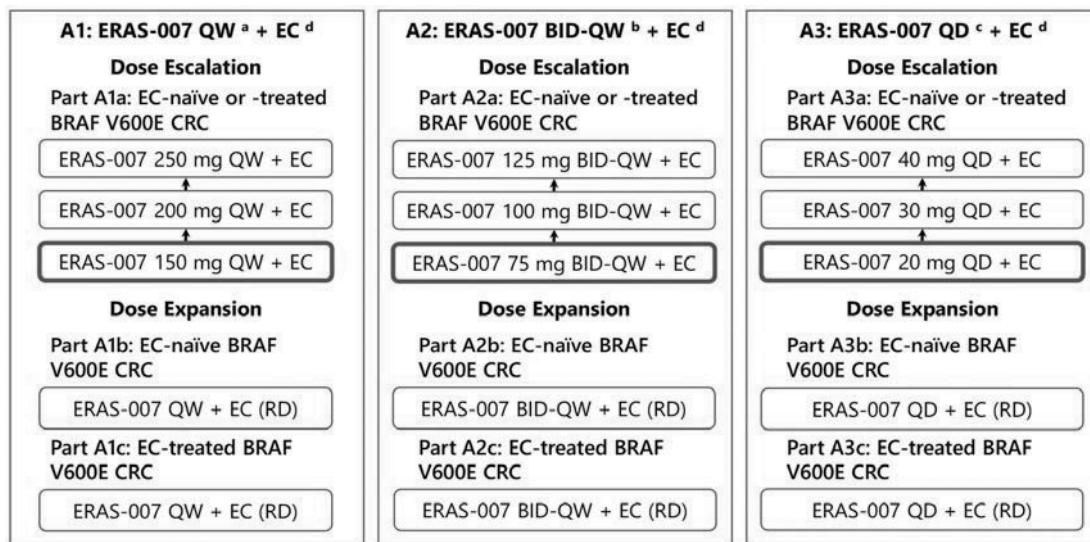 A1: ERAS-007 QW ᵃ + EC ᵈ
Dose Escalation
Part A1a: EC-naïve or -treated
BRAF V600E CRC
ERAS-007 250 mg QW + EC
ERAS-007 200 mg QW + EC
ERAS-007 150 mg QW + EC
Dose Expansion
Part A1b: EC-naïve BRAF
V600E CRC
ERAS-007 QW + EC (RD)
Part A1c: EC-treated BRAF
V600E CRC
ERAS-007 QW + EC (RD)
A2: ERAS-007 BID-QW ᵇ + EC ᵈ
Dose Escalation
Part A2a: EC-naïve or -treated
BRAF V600E CRC
ERAS-007 125 mg BID-QW + EC
ERAS-007 100 mg BID-QW + EC
ERAS-007 75 mg BID-QW + EC
Dose Expansion
Part A2b: EC-naïve BRAF
V600E CRC
ERAS-007 BID-QW + EC (RD)
Part A2c: EC-treated BRAF
V600E CRC
ERAS-007 BID-QW + EC (RD)
A3: ERAS-007 QD ᶜ + EC ᵈ
Dose Escalation
Part A3a: EC-naïve or -treated
BRAF V600E CRC
ERAS-007 40 mg QD + EC
ERAS-007 30 mg QD + EC
ERAS-007 20 mg QD + EC
Dose Expansion
Part A3b: EC-naïve BRAF
V600E CRC
ERAS-007 QD + EC (RD)
Part A3c: EC-treated BRAF
V600E CRC
ERAS-007 QD + EC (RD)